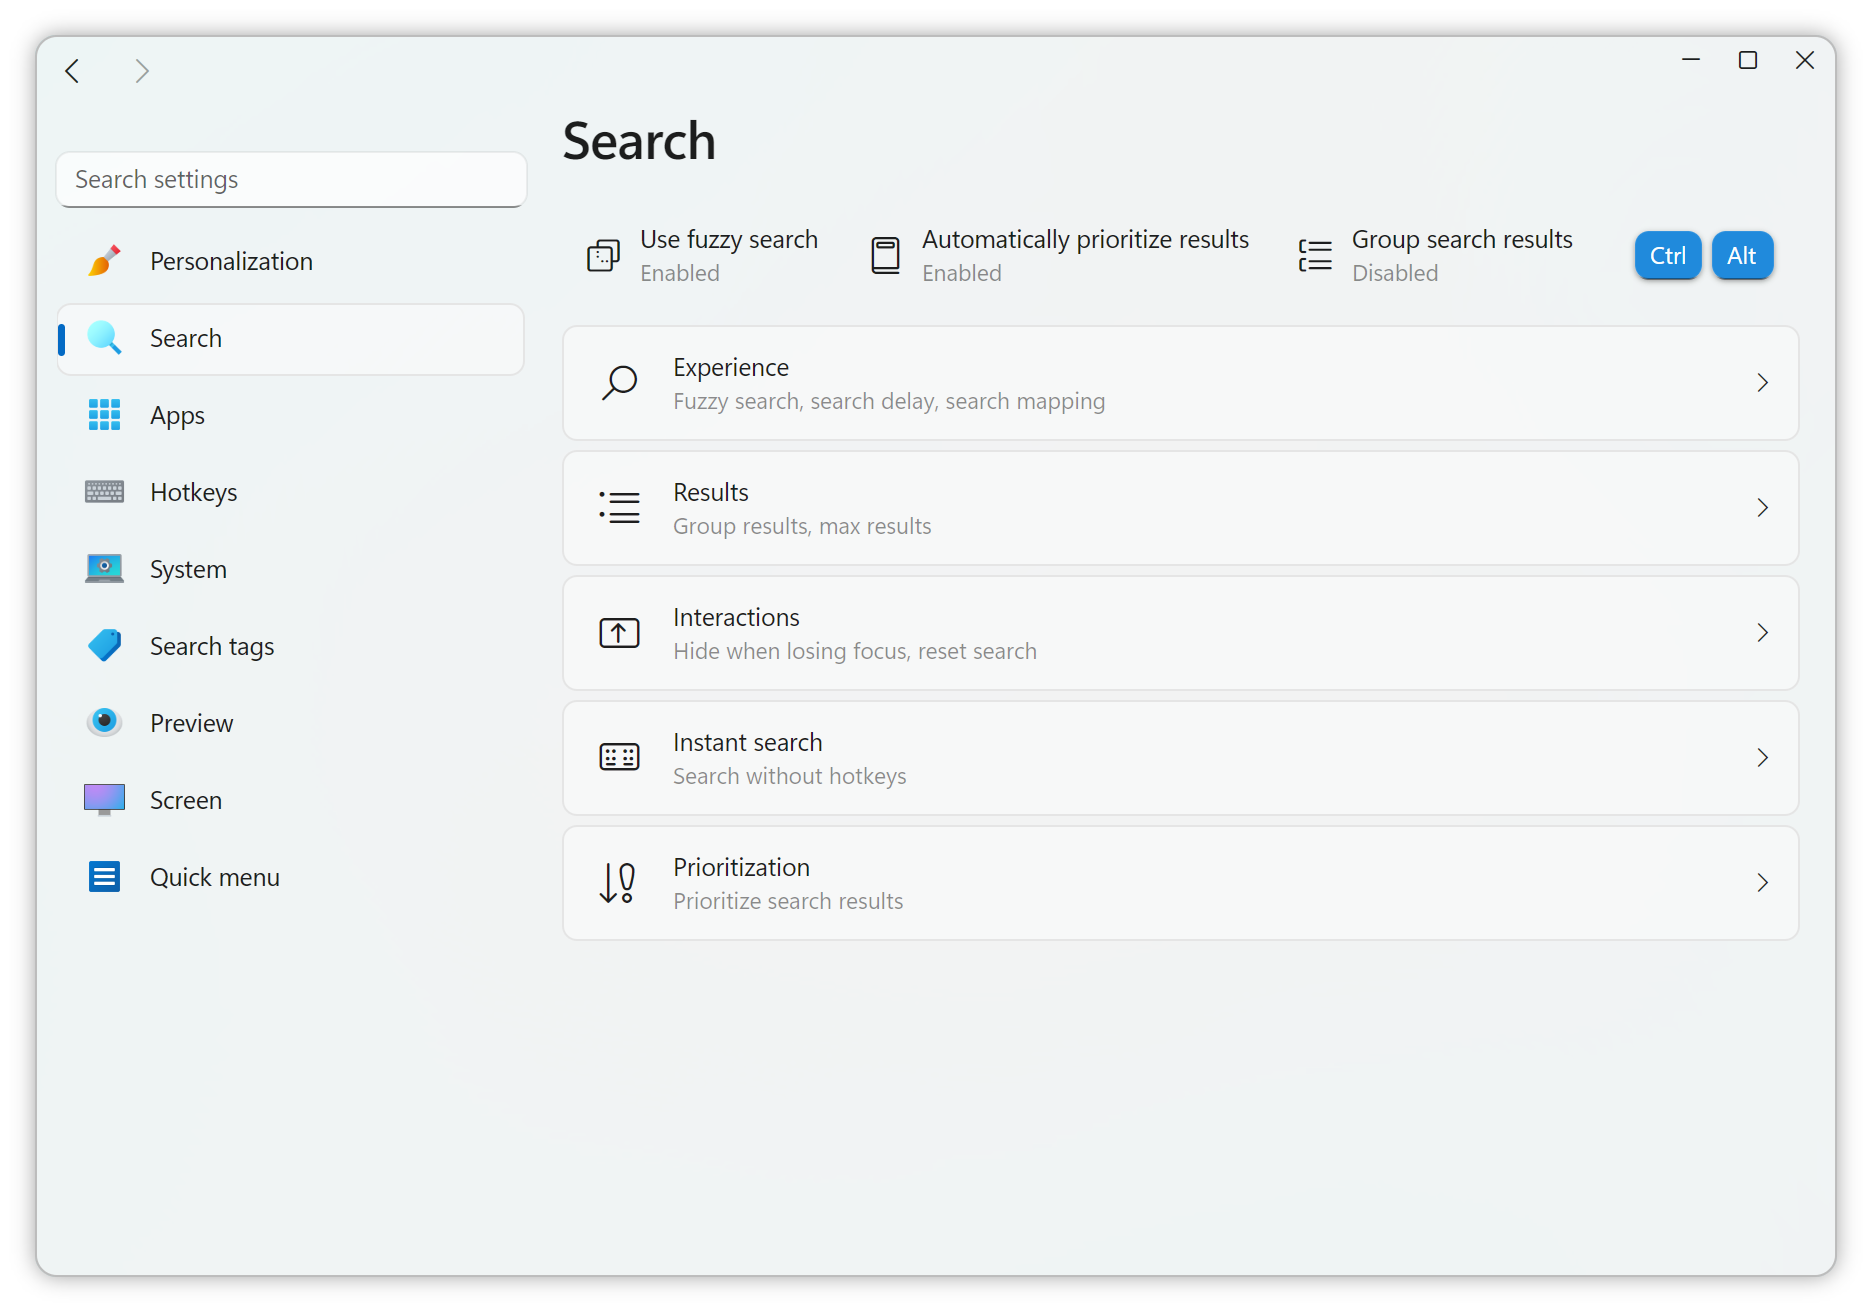 Search
Search settings
Personalization
Search
Apps
Hotkeys
System
Search tags
Preview
Screen
Quick menu
Use fuzzy search
Enabled
Automatically prioritize results
Enabled
Group search results
Disabled
Ctrl
Alt
Experience
Fuzzy search, search delay, search mapping
Results
Group results, max results
Interactions
Hide when losing focus, reset search
Instant search
Search without hotkeys
Prioritization
Prioritize search results